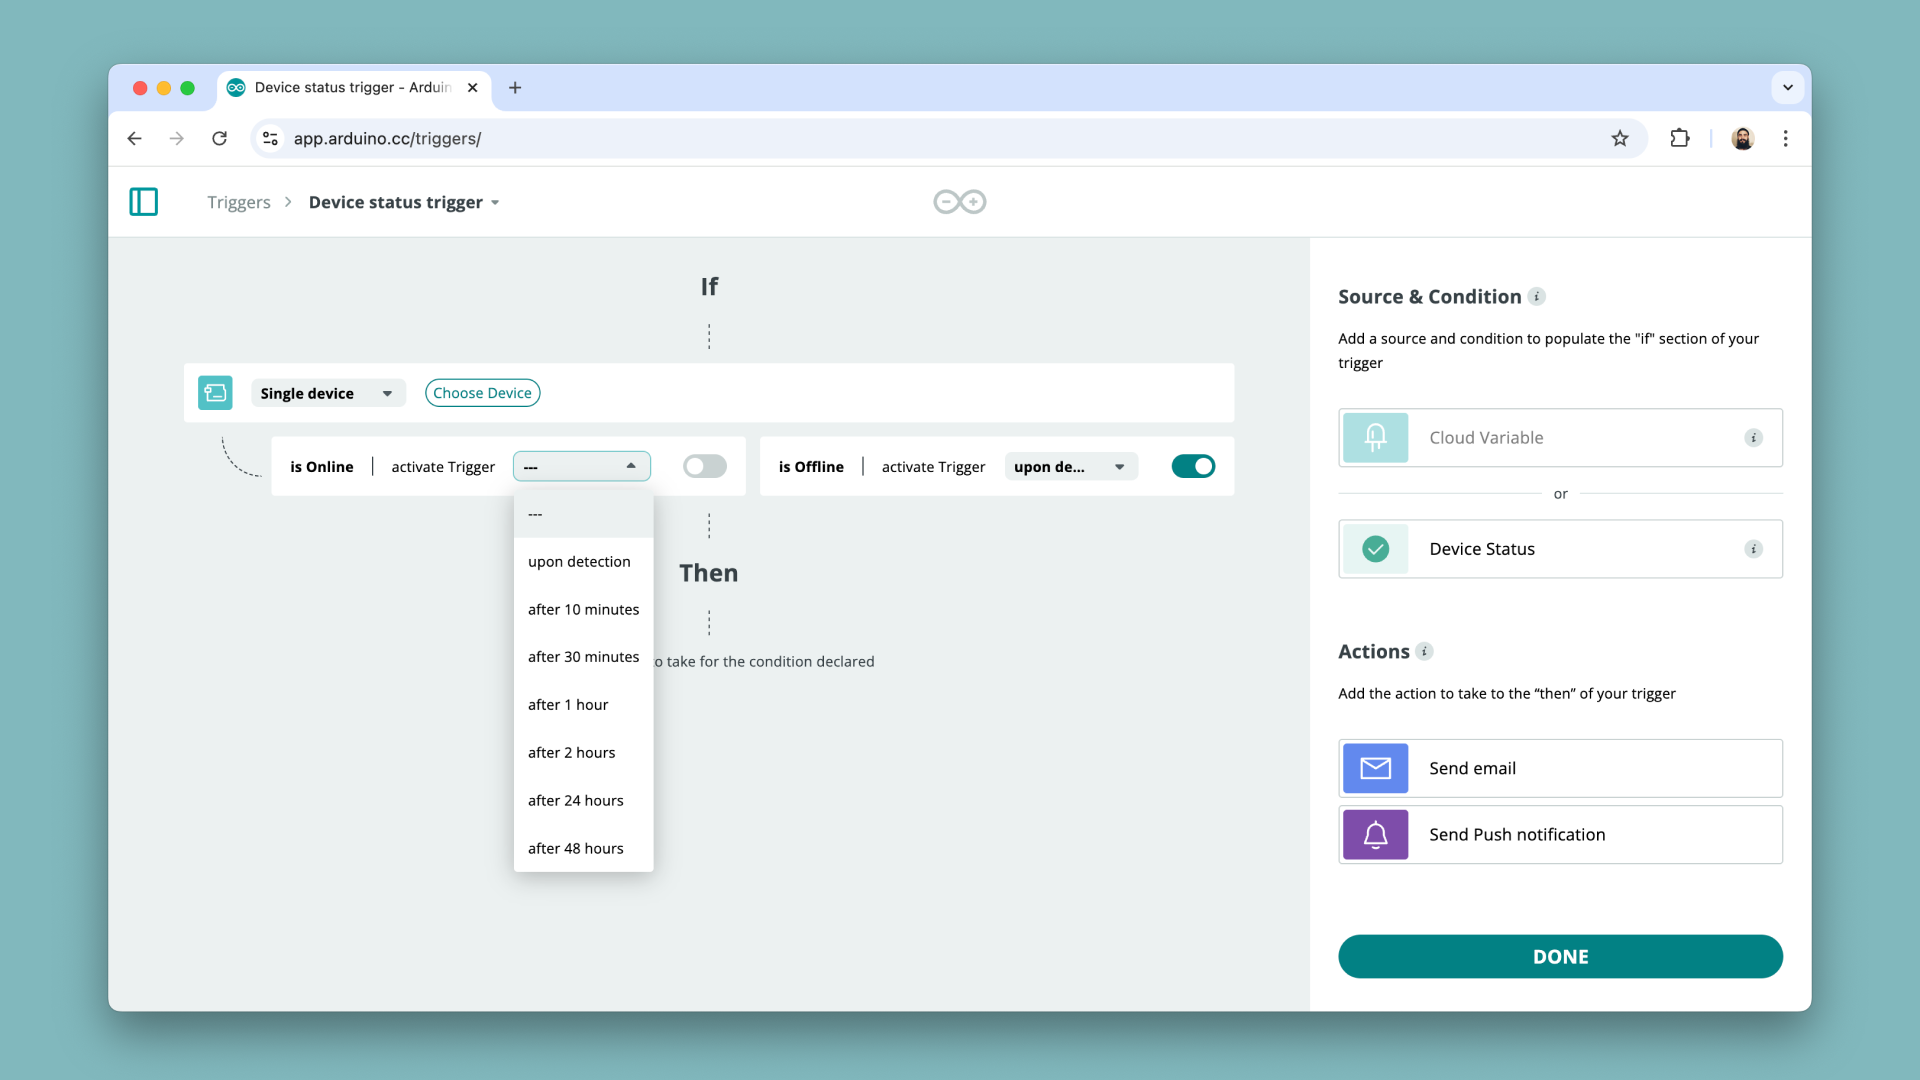 Device status trigger - Arduin
app.arduino.cc/triggers/
Triggers > Device status trigger
If
Single device
Choose Device
is Online | activate Trigger ---
is Offline | activate Trigger upon de...
---
upon detection
after 10 minutes
after 30 minutes
after 1 hour
after 2 hours
after 24 hours
after 48 hours
Then
to take for the condition declared
Source & Condition i
Add a source and condition to populate the "if" section of your
trigger
Cloud Variable i
or
Device Status i
Actions i
Add the action to take to the “then” of your trigger
Send email
Send Push notification
DONE